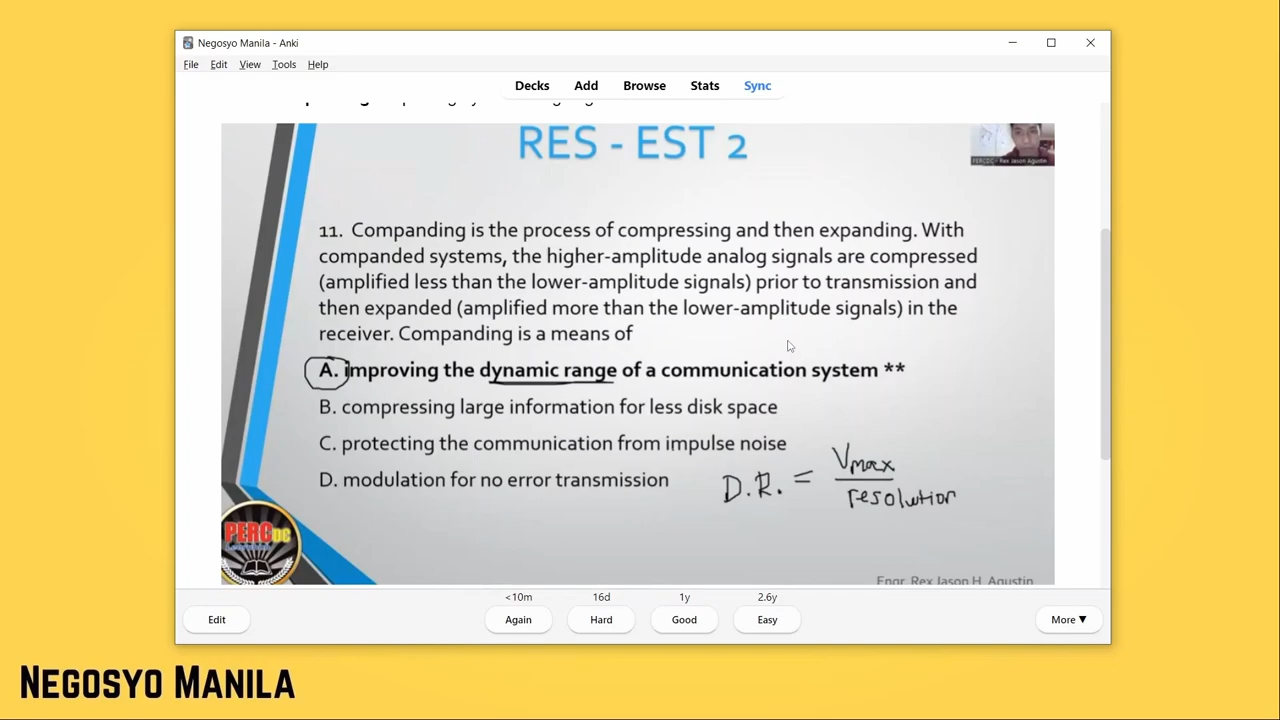 Negosyo Manila - Anki
File Edit View Tools Help
Decks Add Browse Stats Sync
RES - EST 2
PERCDC - Rex Jason Agustin
11. Companding is the process of compressing and then expanding. With
companded systems, the higher-amplitude analog signals are compressed
(amplified less than the lower-amplitude signals) prior to transmission and
then expanded (amplified more than the lower-amplitude signals) in the
receiver. Companding is a means of
A. improving the dynamic range of a communication system **
B. compressing large information for less disk space
C. protecting the communication from impulse noise
D. modulation for no error transmission
D.R. = Vmax
resolution
PERCDC
Engr. Rex Jason H. Agustin
<10m 16d 1y 2.6y
Edit Again Hard Good Easy More ▼
NEGOSYO MANILA